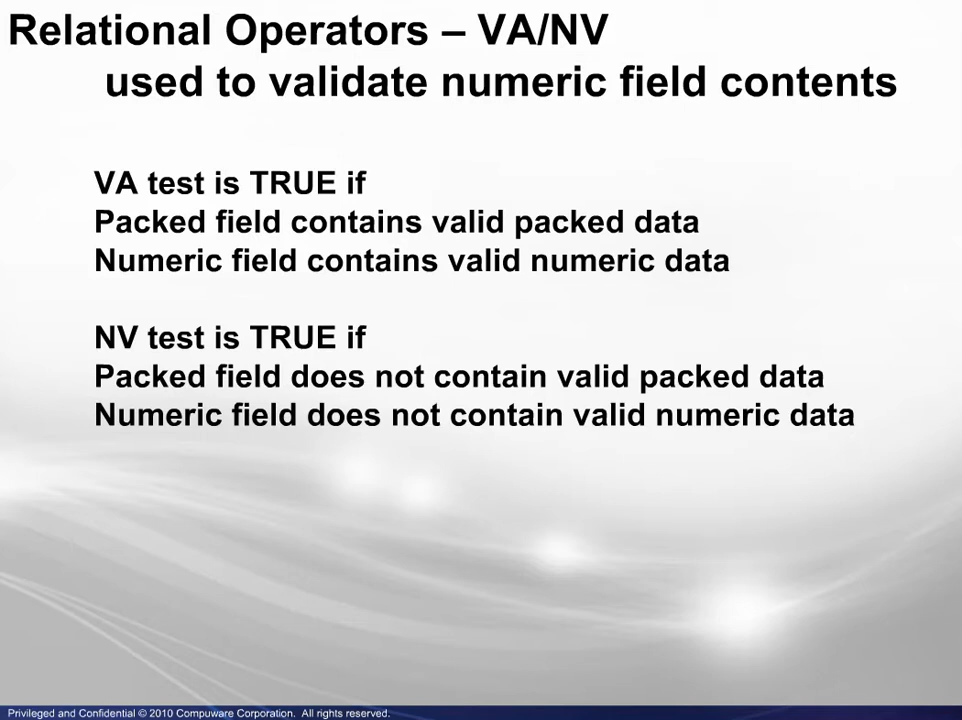 Relational Operators – VA/NV
used to validate numeric field contents
VA test is TRUE if
Packed field contains valid packed data
Numeric field contains valid numeric data
NV test is TRUE if
Packed field does not contain valid packed data
Numeric field does not contain valid numeric data
Privileged and Confidential © 2010 Compuware Corporation. All rights reserved.